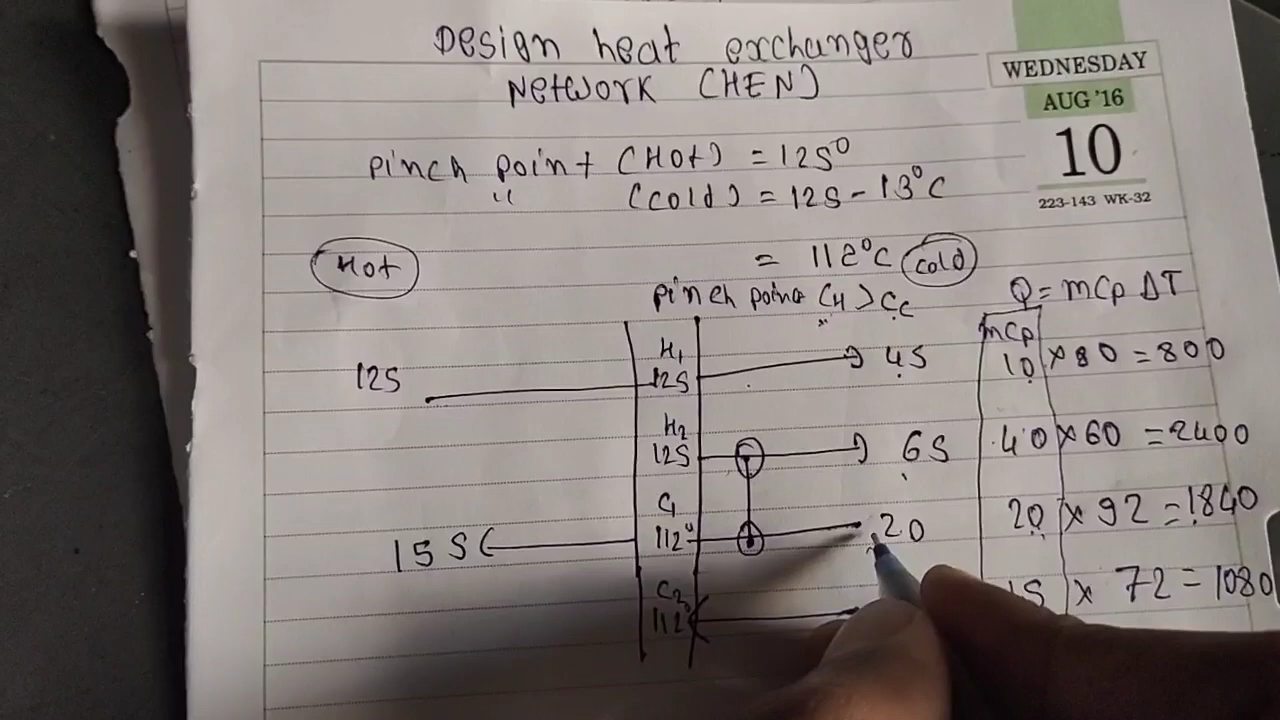 Design heat exchanger
Network (HEN)
WEDNESDAY
AUG '16
10
223-143 WK-32
Pinch point (Hot) = 125°
" (cold) = 125 - 13°C
= 112°C
Hot
cold
Pinch point (H) Cc
Q = mCp ΔT
mCp
H1
125
125
45
10 × 80 = 800
H2
125
65
40 × 60 = 2400
C1
155
112°
20
20 × 92 = 1840
C2
112°
15 × 72 = 1080